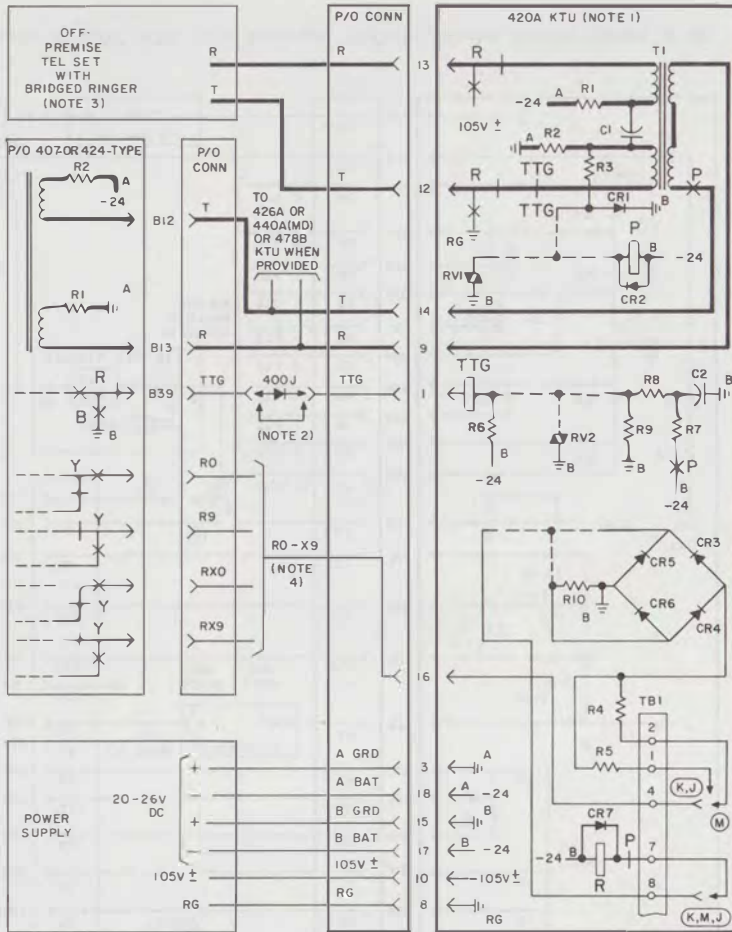 OFF-
PREMISE
TEL SET
WITH
BRIDGED RINGER
(NOTE 3)
R
T
P/O CONN
R
T
13
12
420A KTU (NOTE 1)
R
T1
A
R1
-24
105V ±
A
R2
C1
R3
P
TTG
TTG
CR1
B
P
B
-24
RG
RV1
B
CR2
P/O 407-OR 424-TYPE
R2
A
-24
B12
R1
A
B13
R
B39
B
B
Y
Y
Y
Y
P/O
CONN
T
R
TTG
R0
R9
RX0
RX9
TO
426A OR
440A(MD)
OR 478B
KTU WHEN
PROVIDED
T
14
R
9
400J
TTG
1
(NOTE 2)
R0-X9
(NOTE
4)
16
TTG
R6
-24
RV2
B
R9
B
R8
C2
B
R7
P
B
-24
CR5
CR3
R10
B
CR6
CR4
R4
TB1
2
R5
1
4
K,J
M
CR7
-24
B
P
R
7
8
K,M,J
POWER
SUPPLY
20-26V
DC
+
-
+
-
105V ±
RG
A GRD
3
A
A BAT
18
A
-24
B GRD
15
B
B BAT
17
B
-24
105V ±
10
105V ±
RG
8
RG